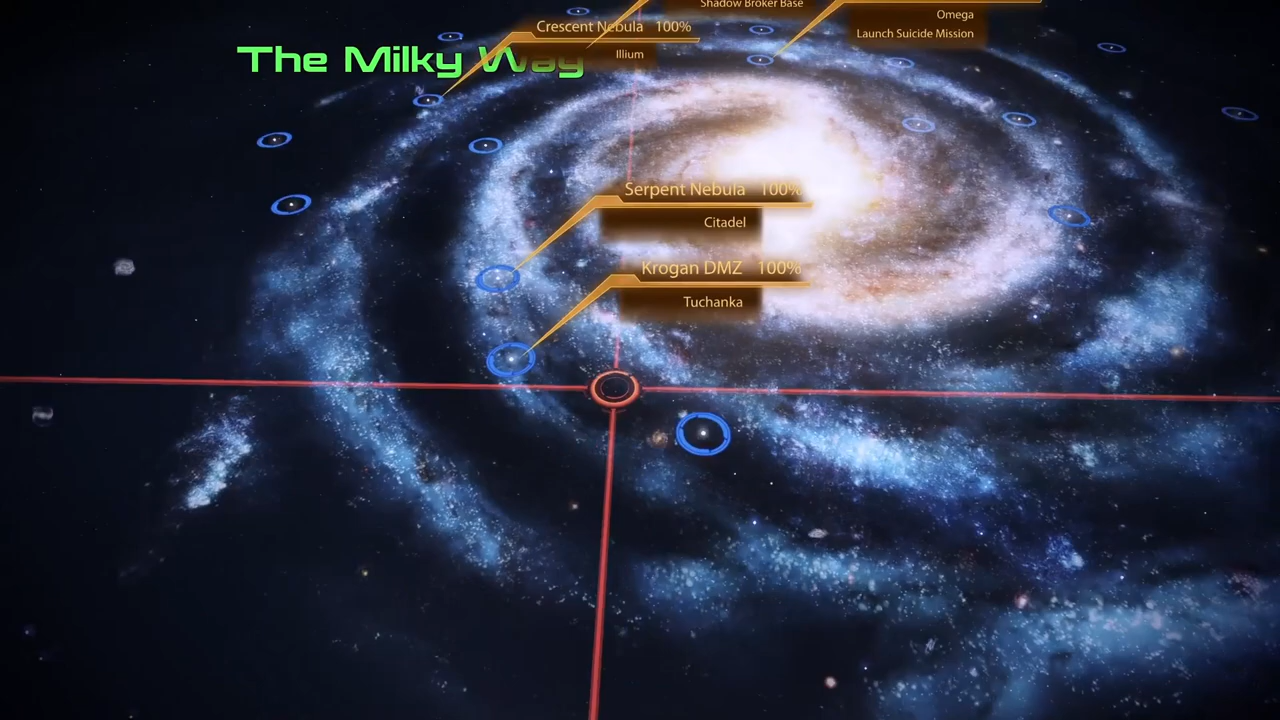 Shadow Broker Base
Omega
Launch Suicide Mission
Crescent Nebula 100%
Illium
The Milky Way
Serpent Nebula 100%
Citadel
Krogan DMZ 100%
Tuchanka